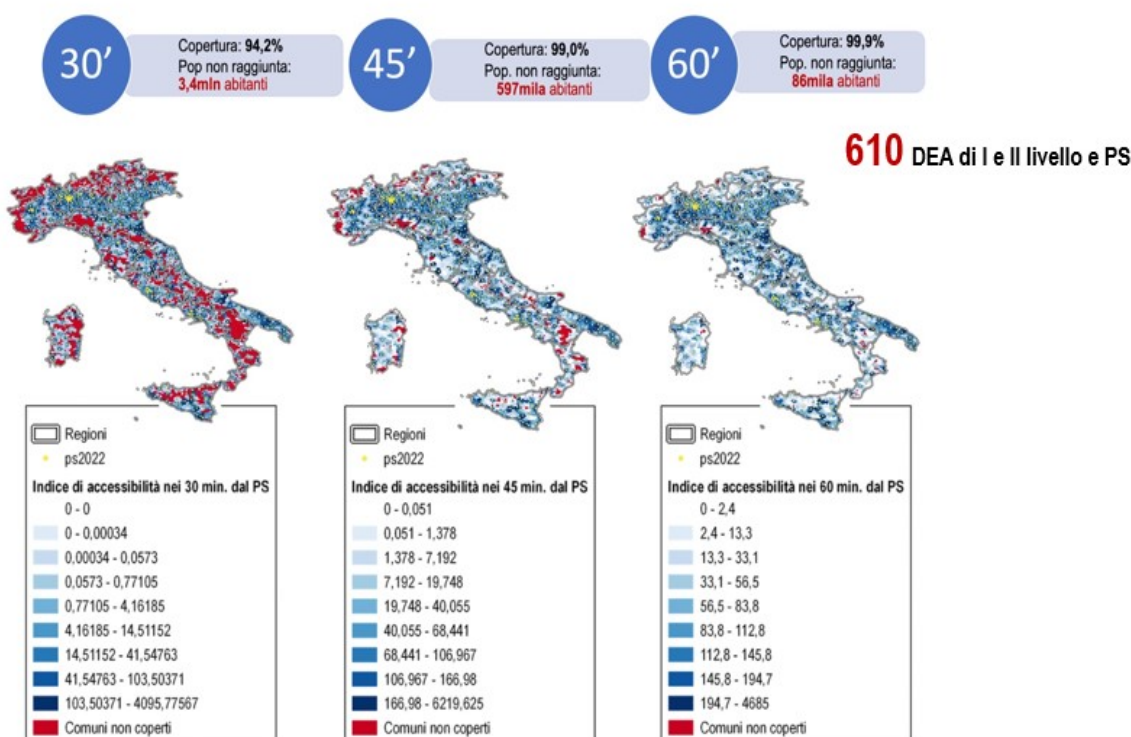 30’
Copertura: 94,2%
Pop non raggiunta:
3,4mln abitanti
45’
Copertura: 99,0%
Pop. non raggiunta:
597mila abitanti
60’
Copertura: 99,9%
Pop. non raggiunta:
86mila abitanti
610 DEA di I e II livello e PS
Regioni
ps2022
Indice di accessibilità nei 30 min. dal PS
0 - 0
0 - 0,00034
0,00034 - 0,0573
0,0573 - 0,77105
0,77105 - 4,16185
4,16185 - 14,51152
14,51152 - 41,54763
41,54763 - 103,50371
103,50371 - 4095,77567
Comuni non coperti
Regioni
ps2022
Indice di accessibilità nei 45 min. dal PS
0 - 0,051
0,051 - 1,378
1,378 - 7,192
7,192 - 19,748
19,748 - 40,055
40,055 - 68,441
68,441 - 106,967
106,967 - 166,98
166,98 - 6219,625
Comuni non coperti
Regioni
ps2022
Indice di accessibilità nei 60 min. dal PS
0 - 2,4
2,4 - 13,3
13,3 - 33,1
33,1 - 56,5
56,5 - 83,8
83,8 - 112,8
112,8 - 145,8
145,8 - 194,7
194,7 - 4685
Comuni non coperti